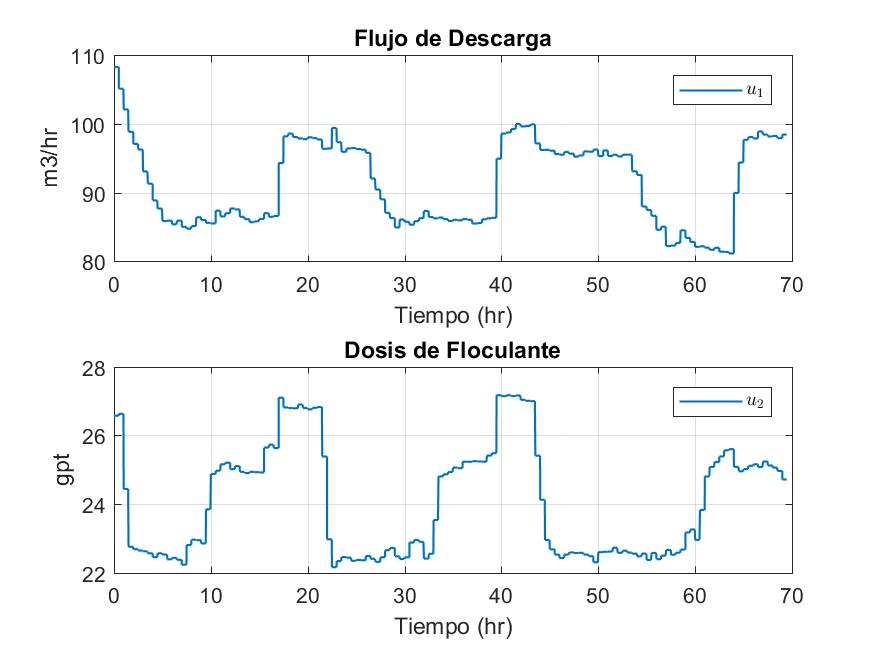 Flujo de Descarga
110
100
90
80
m3/hr
u1
0 10 20 30 40 50 60 70
Tiempo (hr)
Dosis de Floculante
28
26
24
22
gpt
u2
0 10 20 30 40 50 60 70
Tiempo (hr)